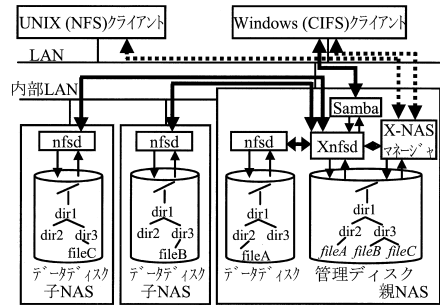 UNIX (NFS)クライアント
Windows (CIFS)クライアント
LAN
内部LAN
Samba
nfsd
nfsd
nfsd
Xnfsd
X-NAS
マネージャ
dir1
dir2 dir3
fileC
dir1
dir2 dir3
fileB
dir1
dir2 dir3
fileA
dir1
dir2 dir3
fileA fileB fileC
データディスク
子NAS
データディスク
子NAS
データディスク
管理ディスク
親NAS